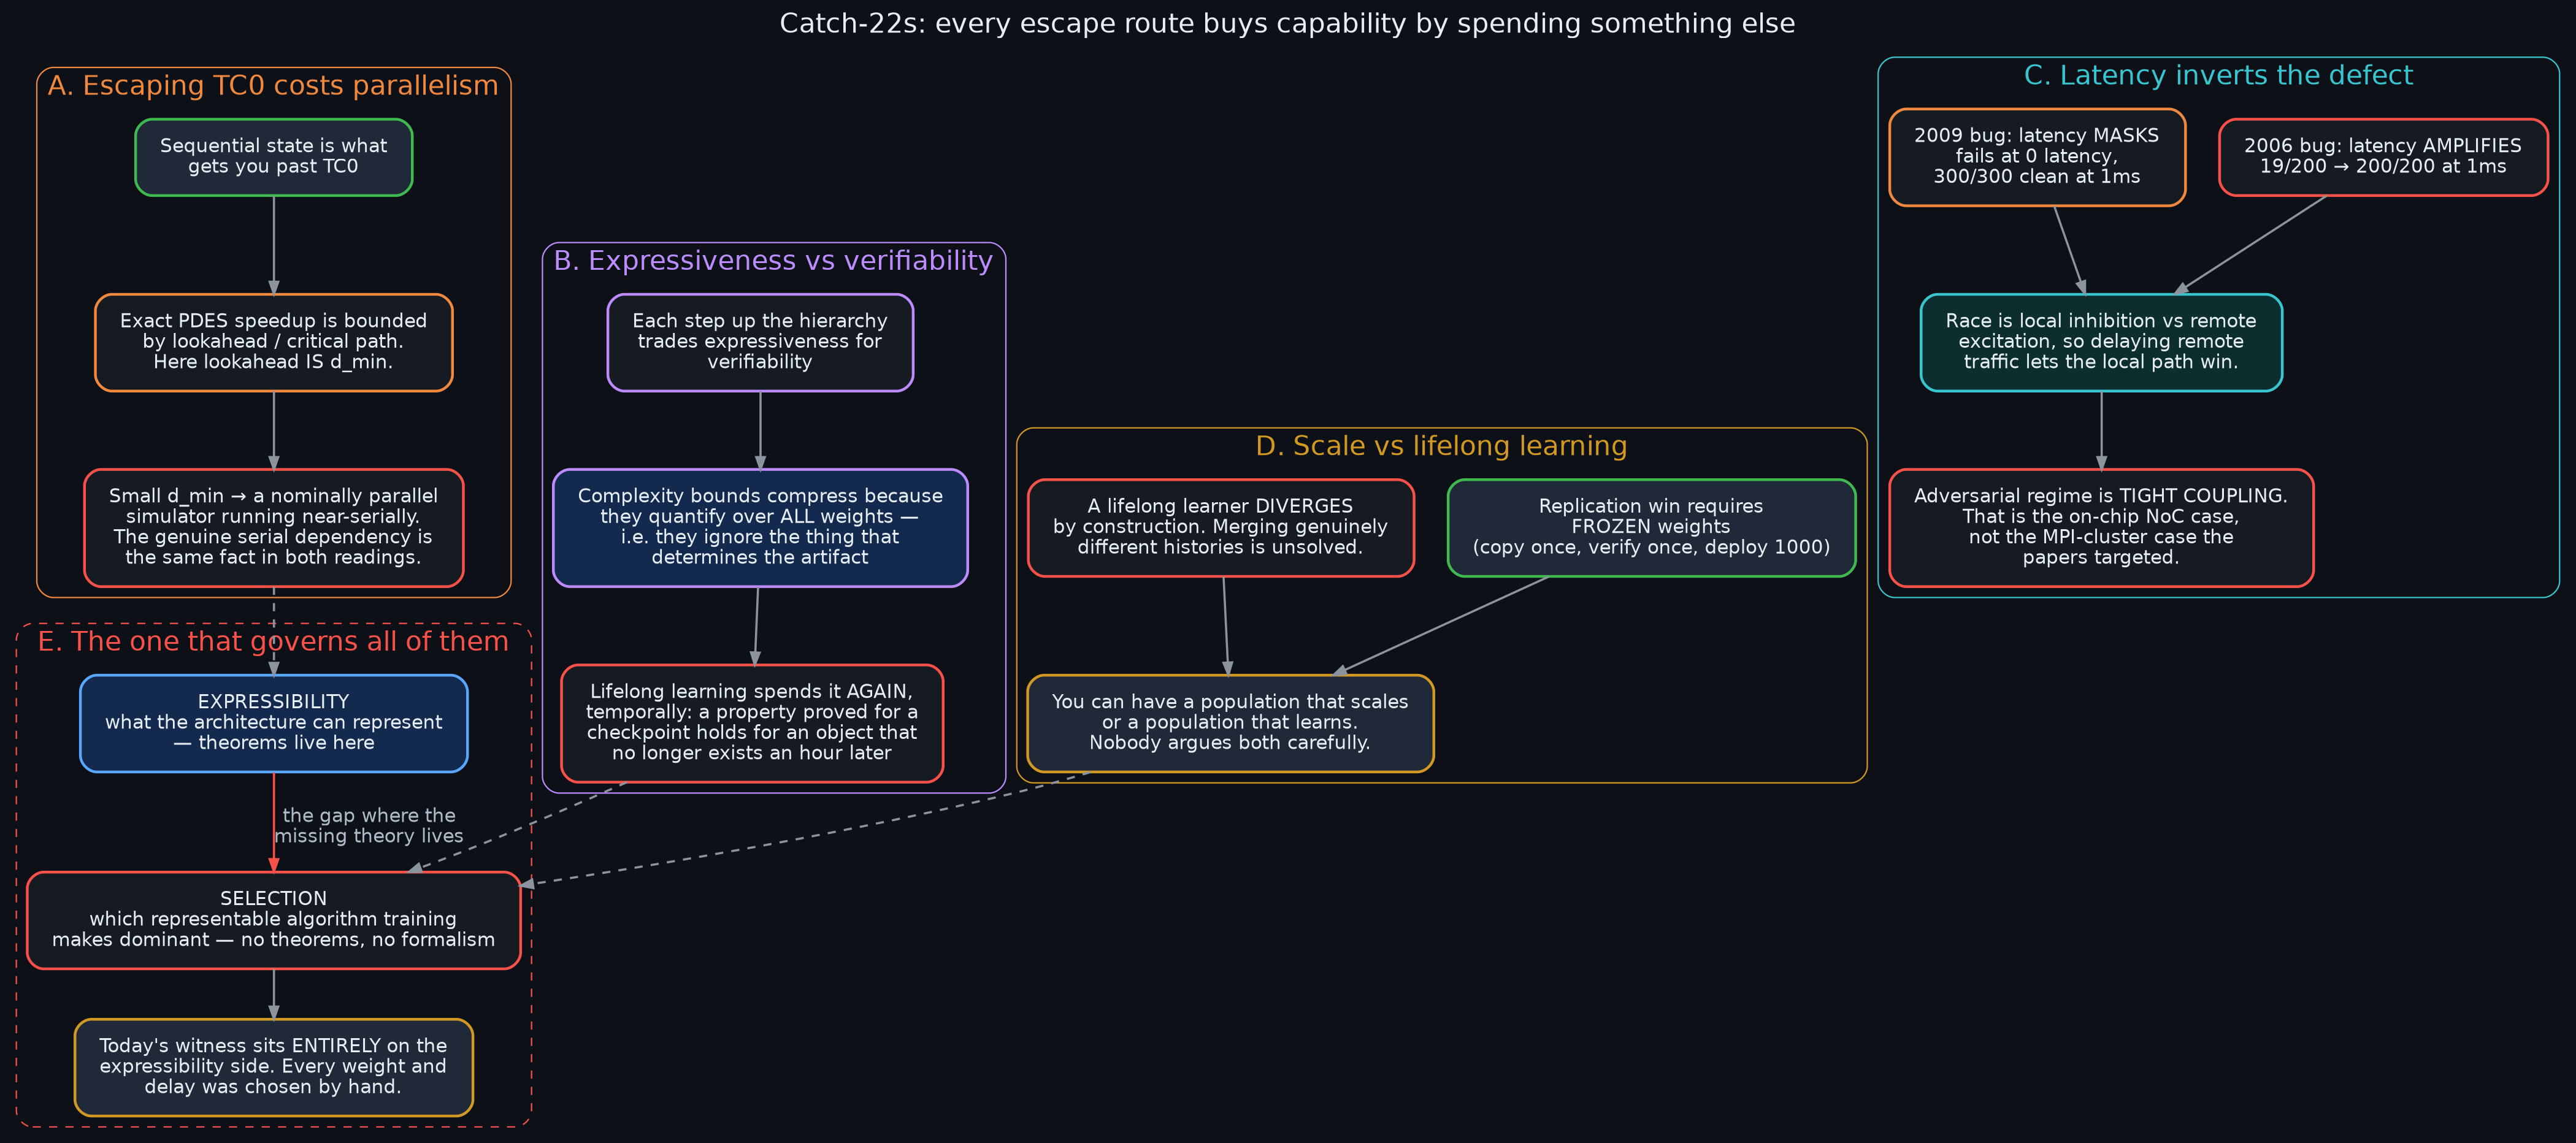 Catch-22s: every escape route buys capability by spending something else
A. Escaping TC0 costs parallelism
Sequential state is what
gets you past TC0
Exact PDES speedup is bounded
by lookahead / critical path.
Here lookahead IS d_min.
Small d_min → a nominally parallel
simulator running near-serially.
The genuine serial dependency is
the same fact in both readings.
B. Expressiveness vs verifiability
Each step up the hierarchy
trades expressiveness for
verifiability
Complexity bounds compress because
they quantify over ALL weights —
i.e. they ignore the thing that
determines the artifact
Lifelong learning spends it AGAIN,
temporally: a property proved for a
checkpoint holds for an object that
no longer exists an hour later
C. Latency inverts the defect
2009 bug: latency MASKS
fails at 0 latency,
300/300 clean at 1ms
2006 bug: latency AMPLIFIES
19/200 → 200/200 at 1ms
Race is local inhibition vs remote
excitation, so delaying remote
traffic lets the local path win.
Adversarial regime is TIGHT COUPLING.
That is the on-chip NoC case,
not the MPI-cluster case the
papers targeted.
D. Scale vs lifelong learning
A lifelong learner DIVERGES
by construction. Merging genuinely
different histories is unsolved.
Replication win requires
FROZEN weights
(copy once, verify once, deploy 1000)
You can have a population that scales
or a population that learns.
Nobody argues both carefully.
E. The one that governs all of them
EXPRESSIBILITY
what the architecture can represent
— theorems live here
the gap where the
missing theory lives
SELECTION
which representable algorithm training
makes dominant — no theorems, no formalism
Today's witness sits ENTIRELY on the
expressibility side. Every weight and
delay was chosen by hand.